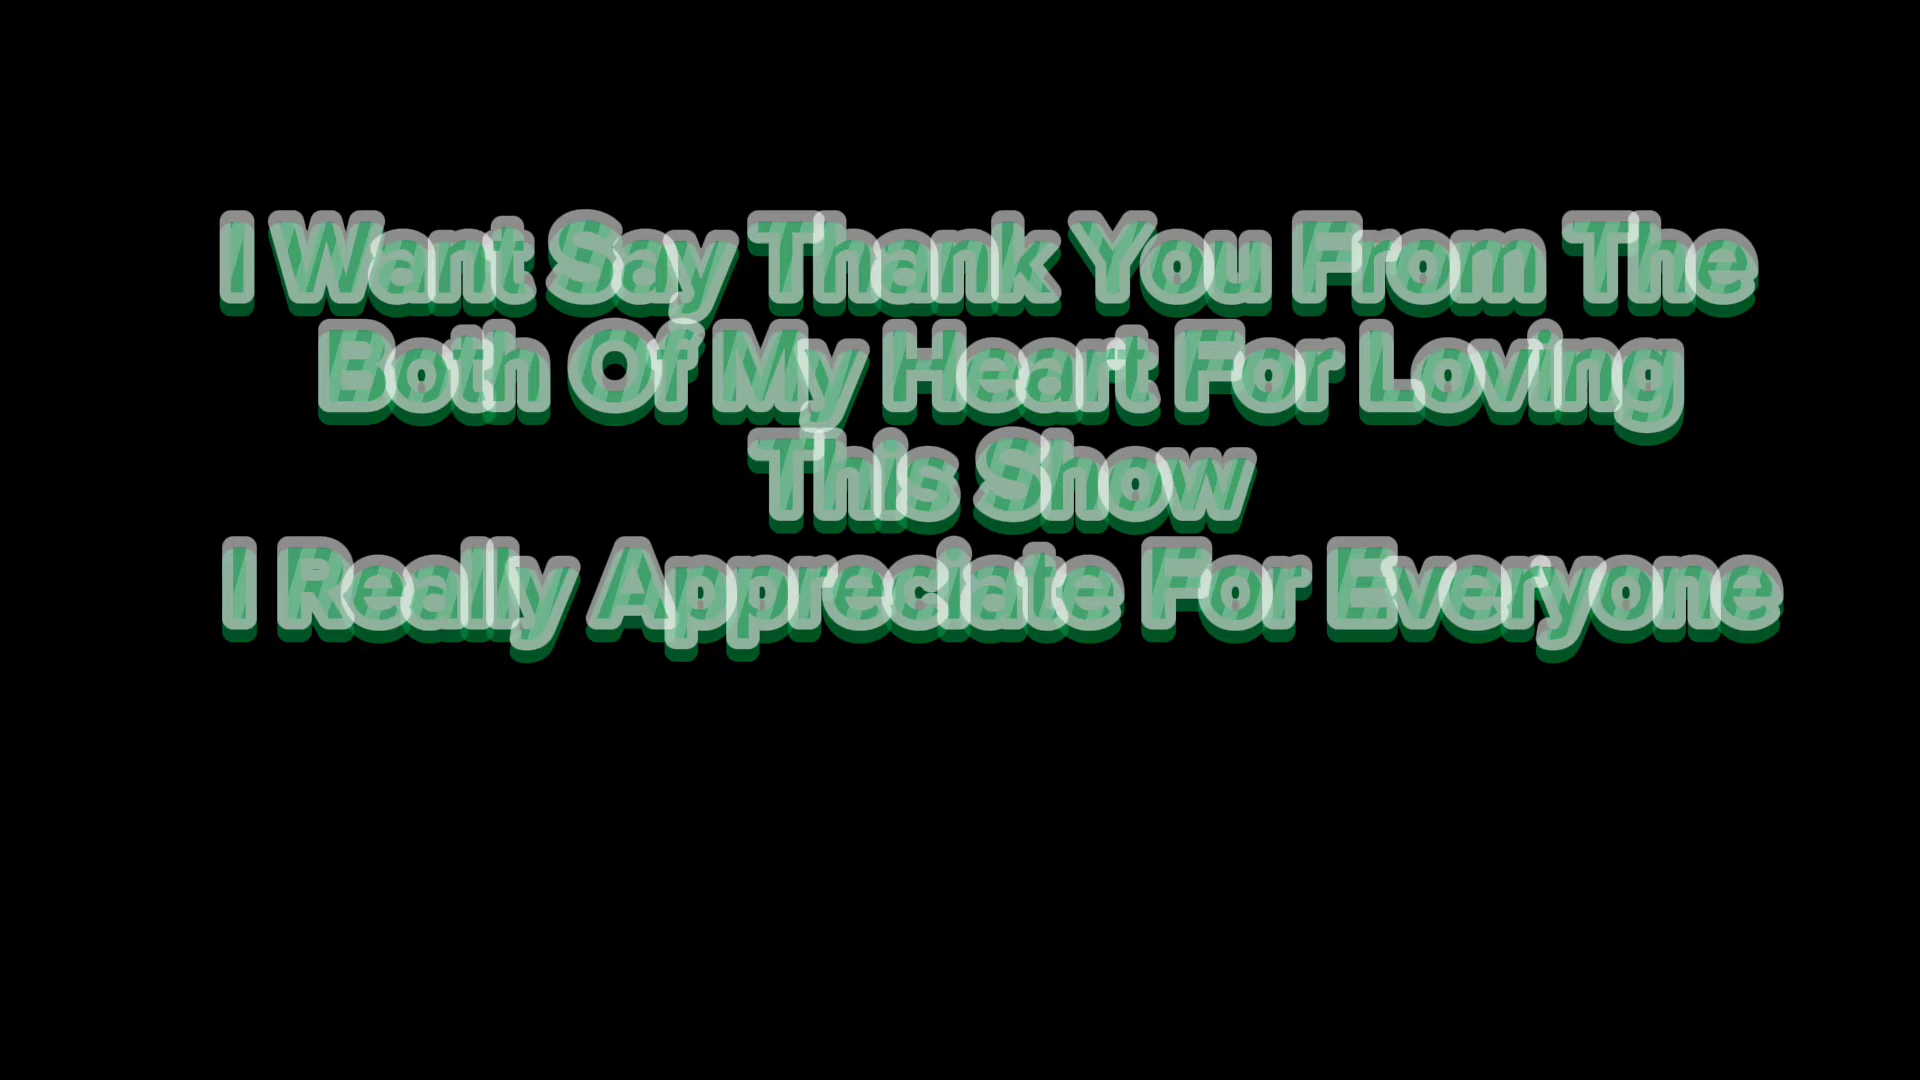 I Want Say Thank You From The
Both Of My Heart For Loving
This Show
I Really Appreciate For Everyone